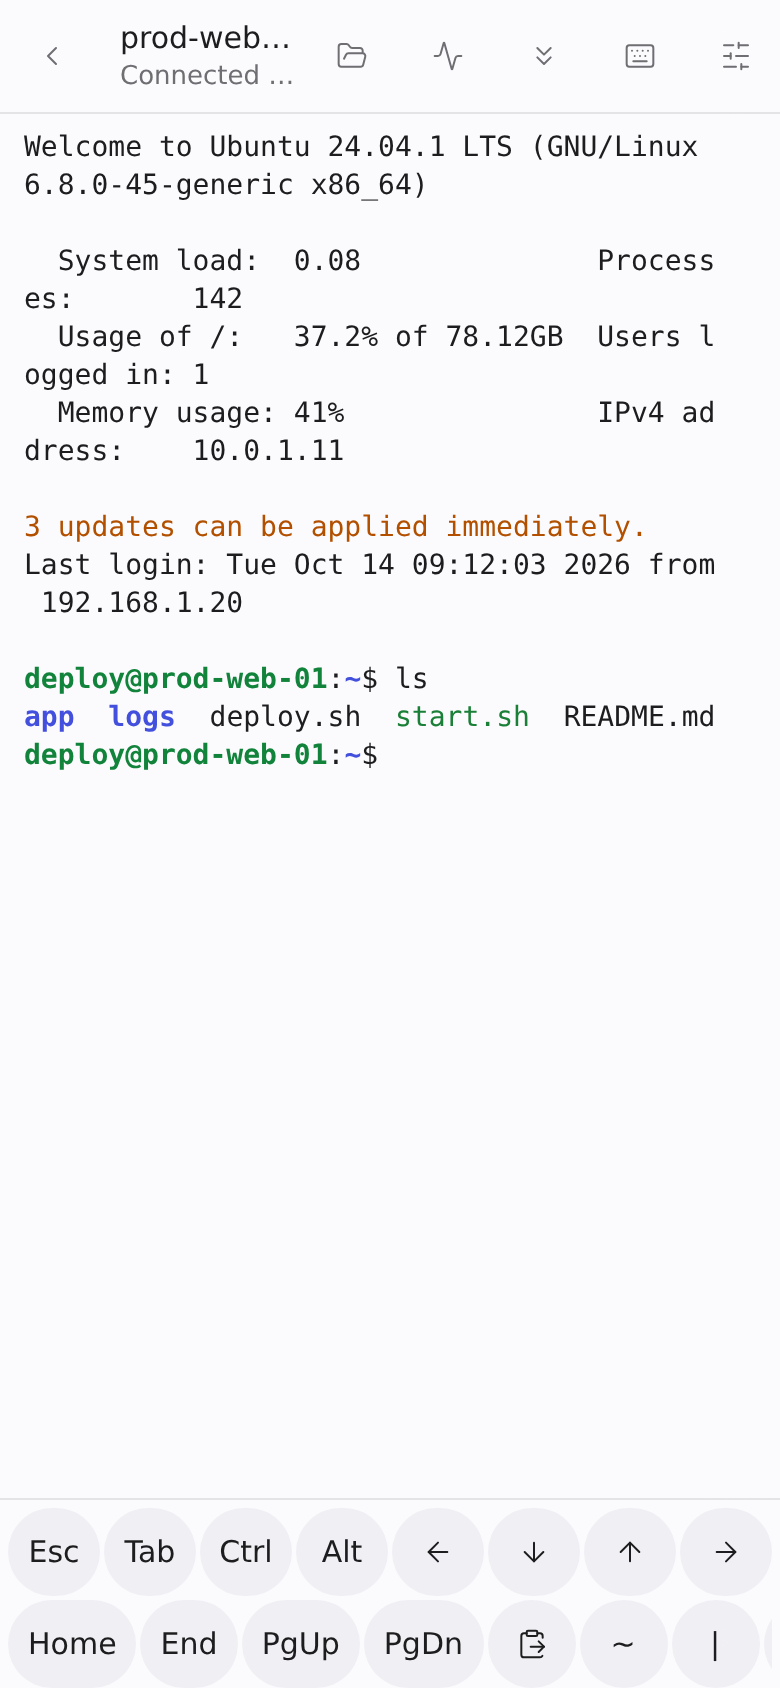 prod-web...
Connected ...
Welcome to Ubuntu 24.04.1 LTS (GNU/Linux
6.8.0-45-generic x86_64)
  System load:  0.08              Process
es:       142
  Usage of /:   37.2% of 78.12GB  Users l
ogged in: 1
  Memory usage: 41%               IPv4 ad
dress:    10.0.1.11
3 updates can be applied immediately.
Last login: Tue Oct 14 09:12:03 2026 from
 192.168.1.20
deploy@prod-web-01:~$ ls
app  logs  deploy.sh  start.sh  README.md
deploy@prod-web-01:~$
Esc Tab Ctrl Alt ← ↓ ↑ →
Home End PgUp PgDn ~ |